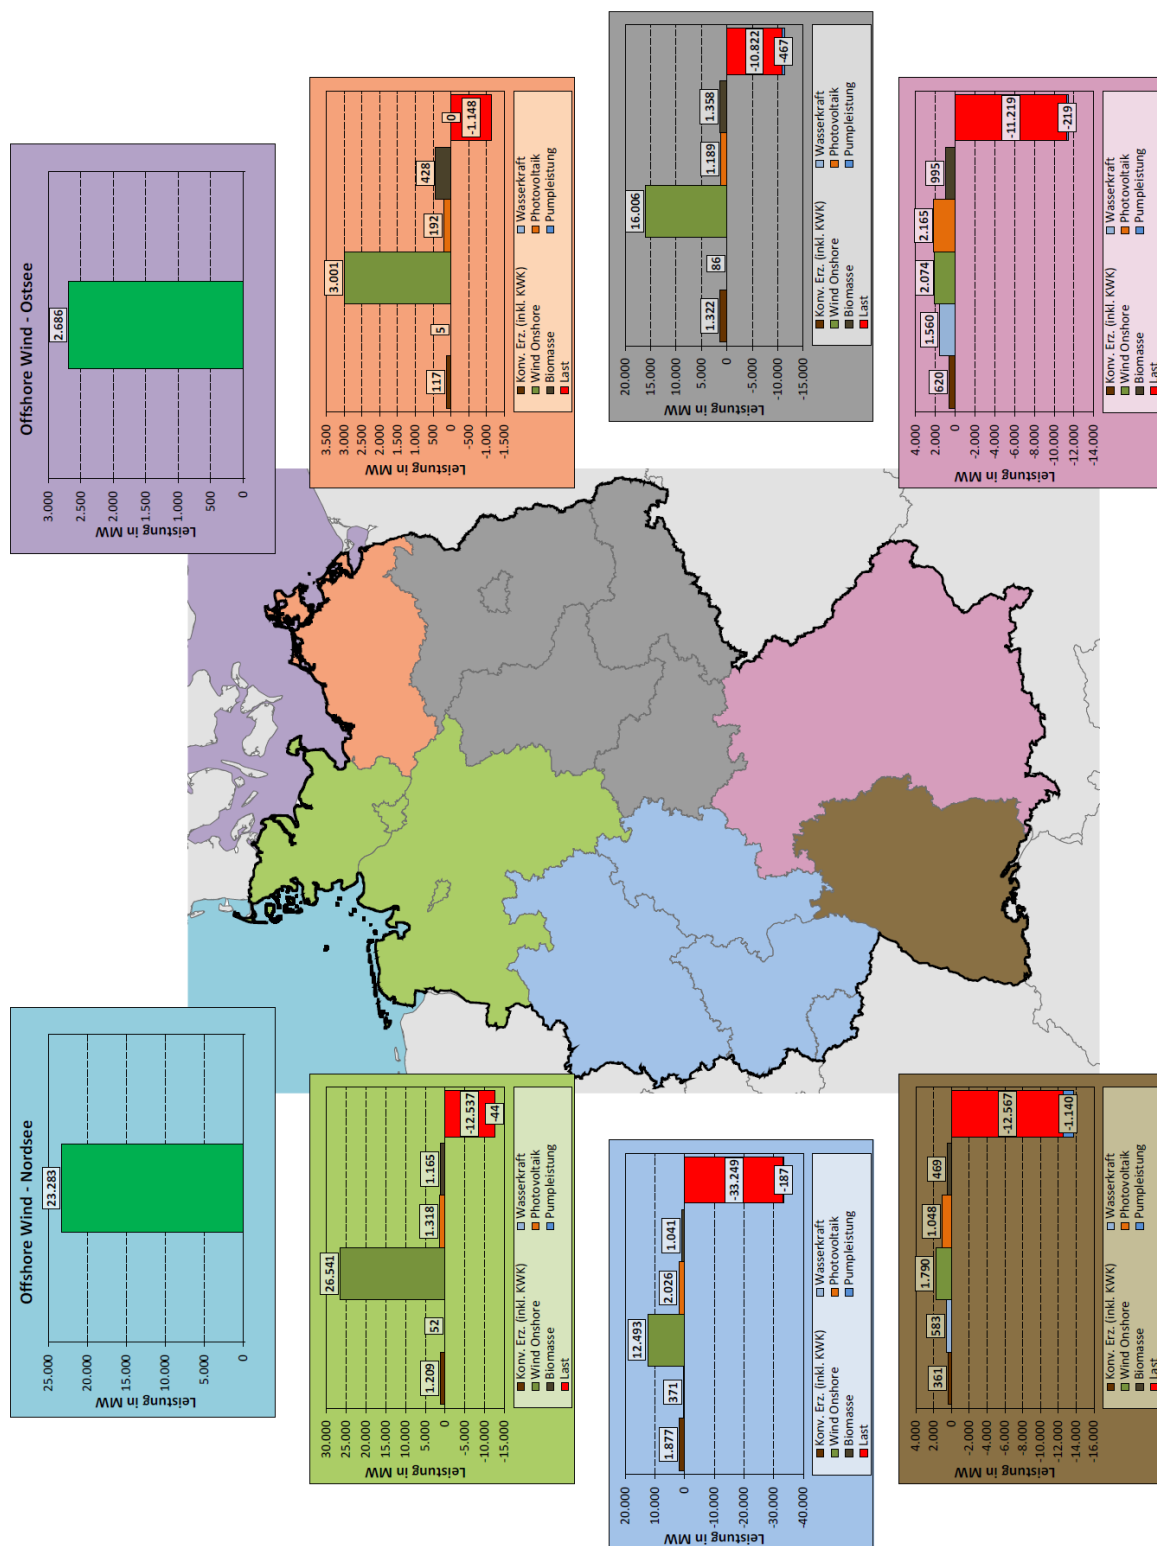 Offshore Wind - Nordsee
Leistung in MW
25.000
20.000
15.000
10.000
5.000
0
23.283
Offshore Wind - Ostsee
Leistung in MW
3.000
2.500
2.000
1.500
1.000
500
0
2.686
Leistung in MW
30.000
25.000
20.000
15.000
10.000
5.000
0
-5.000
-10.000
-15.000
1.209
52
26.541
1.318
1.165
-12.537
-44
Konv. Erz. (inkl. KWK)
Wasserkraft
Wind Onshore
Photovoltaik
Biomasse
Pumpleistung
Last
Leistung in MW
3.500
3.000
2.500
2.000
1.500
1.000
500
0
-500
-1.000
-1.500
117
5
3.001
192
428
0
-1.148
Konv. Erz. (inkl. KWK)
Wasserkraft
Wind Onshore
Photovoltaik
Biomasse
Pumpleistung
Last
Leistung in MW
20.000
10.000
0
-10.000
-20.000
-30.000
-40.000
1.877
371
12.493
2.026
1.041
-33.249
-187
Konv. Erz. (inkl. KWK)
Wasserkraft
Wind Onshore
Photovoltaik
Biomasse
Pumpleistung
Last
Leistung in MW
20.000
15.000
10.000
5.000
0
-5.000
-10.000
-15.000
1.322
86
16.006
1.189
1.358
-10.822
-467
Konv. Erz. (inkl. KWK)
Wasserkraft
Wind Onshore
Photovoltaik
Biomasse
Pumpleistung
Last
Leistung in MW
4.000
2.000
0
-2.000
-4.000
-6.000
-8.000
-10.000
-12.000
-14.000
-16.000
361
583
1.790
1.048
469
-12.567
-1.140
Konv. Erz. (inkl. KWK)
Wasserkraft
Wind Onshore
Photovoltaik
Biomasse
Pumpleistung
Last
Leistung in MW
4.000
2.000
0
-2.000
-4.000
-6.000
-8.000
-10.000
-12.000
-14.000
620
1.560
2.074
2.165
995
-11.219
-219
Konv. Erz. (inkl. KWK)
Wasserkraft
Wind Onshore
Photovoltaik
Biomasse
Pumpleistung
Last